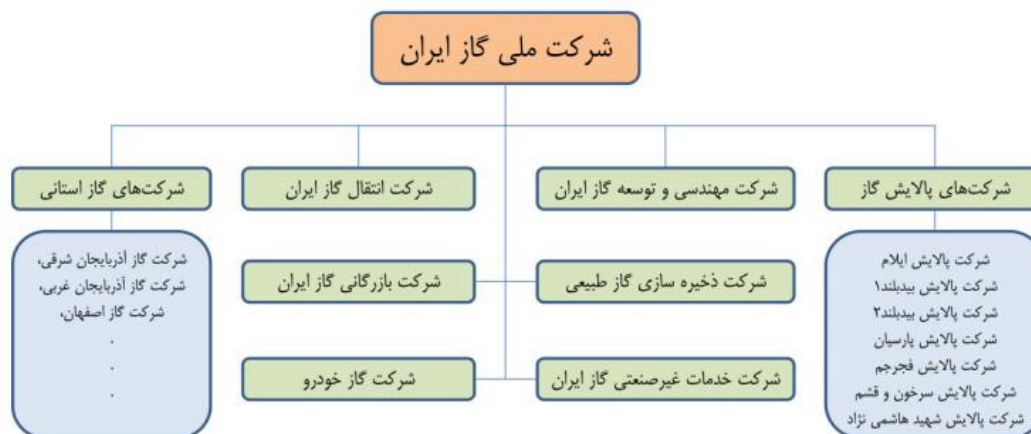 شرکت ملی گاز ایران
شرکت‌های پالایش گاز
شرکت مهندسی و توسعه گاز ایران
شرکت انتقال گاز ایران
شرکت‌های گاز استانی
شرکت پالایش ایلام
شرکت پالایش بیدبلند۱
شرکت پالایش بیدبلند۲
شرکت پالایش پارسیان
شرکت پالایش فجرجم
شرکت پالایش سرخون و قشم
شرکت پالایش شهید هاشمی نژاد
شرکت ذخیره سازی گاز طبیعی
شرکت بازرگانی گاز ایران
شرکت خدمات غیرصنعتی گاز ایران
شرکت گاز خودرو
شرکت گاز آذربایجان شرقی،
شرکت گاز آذربایجان غربی،
شرکت گاز اصفهان،
.
.
.